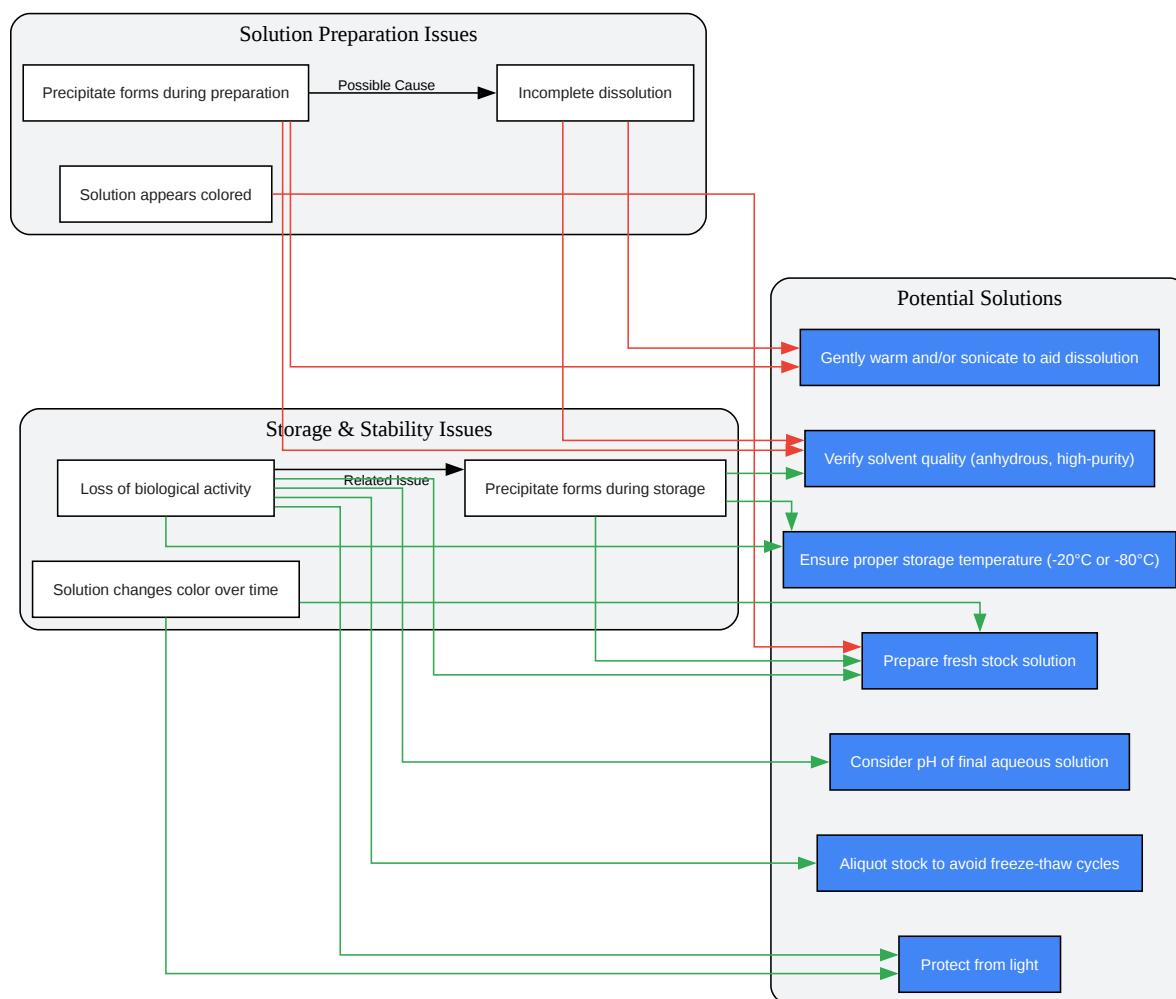 Solution Preparation Issues
Precipitate forms during preparation
Possible Cause
Incomplete dissolution
Solution appears colored
Potential Solutions
Gently warm and/or sonicate to aid dissolution
Verify solvent quality (anhydrous, high-purity)
Ensure proper storage temperature (-20°C or -80°C)
Prepare fresh stock solution
Consider pH of final aqueous solution
Aliquot stock to avoid freeze-thaw cycles
Protect from light
Storage & Stability Issues
Loss of biological activity
Related Issue
Precipitate forms during storage
Solution changes color over time